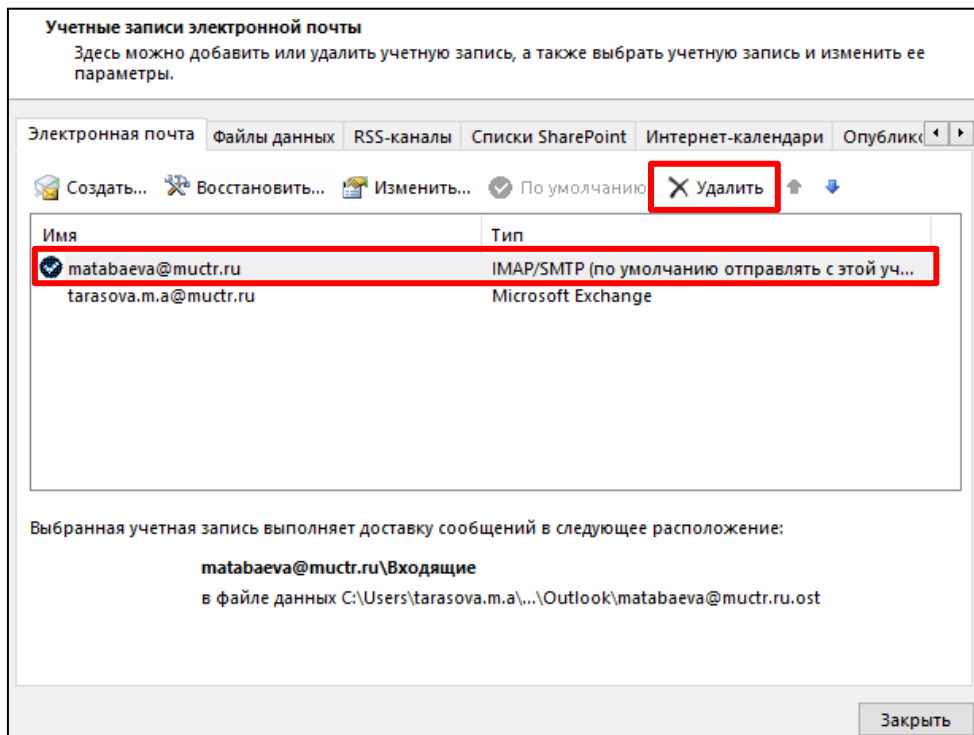 Учетные записи электронной почты
Здесь можно добавить или удалить учетную запись, а также выбрать учетную запись и изменить ее
параметры.
Электронная почта Файлы данных RSS-каналы Списки SharePoint Интернет-календари Опублико
Создать... Восстановить... Изменить... По умолчанию Удалить
Имя Тип
matabaeva@muctr.ru IMAP/SMTP (по умолчанию отправлять с этой уч...
tarasova.m.a@muctr.ru Microsoft Exchange
Выбранная учетная запись выполняет доставку сообщений в следующее расположение:
matabaeva@muctr.ru\Входящие
в файле данных C:\Users\tarasova.m.a\...\Outlook\matabaeva@muctr.ru.ost
Закрыть